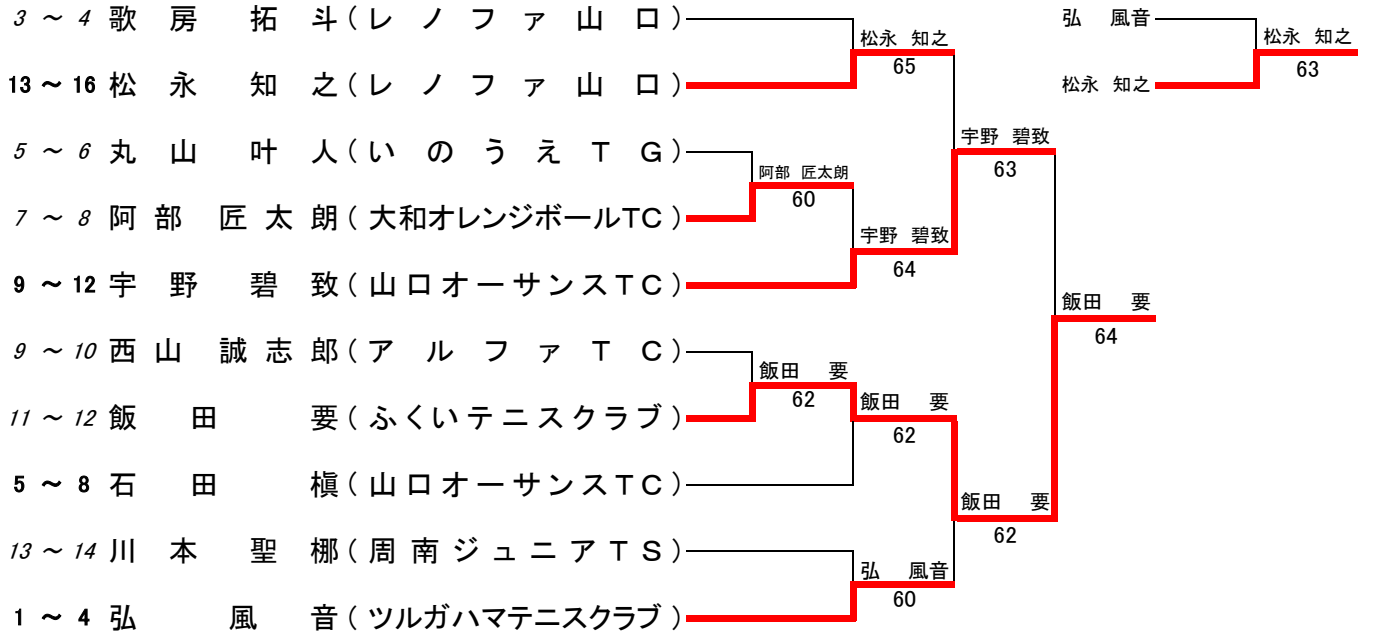 3 ～ 4 歌 房 拓 斗 ( レ ノ フ ァ 山 口 )
弘 風音
松永 知之
松永 知之
65
63
13 ～ 16 松 永 知 之 ( レ ノ フ ァ 山 口 )
松永 知之
5 ～ 6 丸 山 叶 人 ( い の う え T G )
宇野 碧致
63
阿部 匠太朗
60
7 ～ 8 阿 部 匠 太 朗 ( 大和オレンジボールTC )
宇野 碧致
64
9 ～ 12 宇 野 碧 致 ( 山口オーサンスTC )
飯田 要
64
9 ～ 10 西 山 誠 志 郎 ( ア ル フ ァ T C )
飯田 要
62
飯田 要
62
11 ～ 12 飯 田 要 ( ふくいテニスクラブ )
5 ～ 8 石 田 槇 ( 山口オーサンスTC )
飯田 要
62
13 ～ 14 川 本 聖 梛 ( 周南ジュニアTS )
弘 風音
60
1 ～ 4 弘 風 音 ( ツルガハマテニスクラブ )